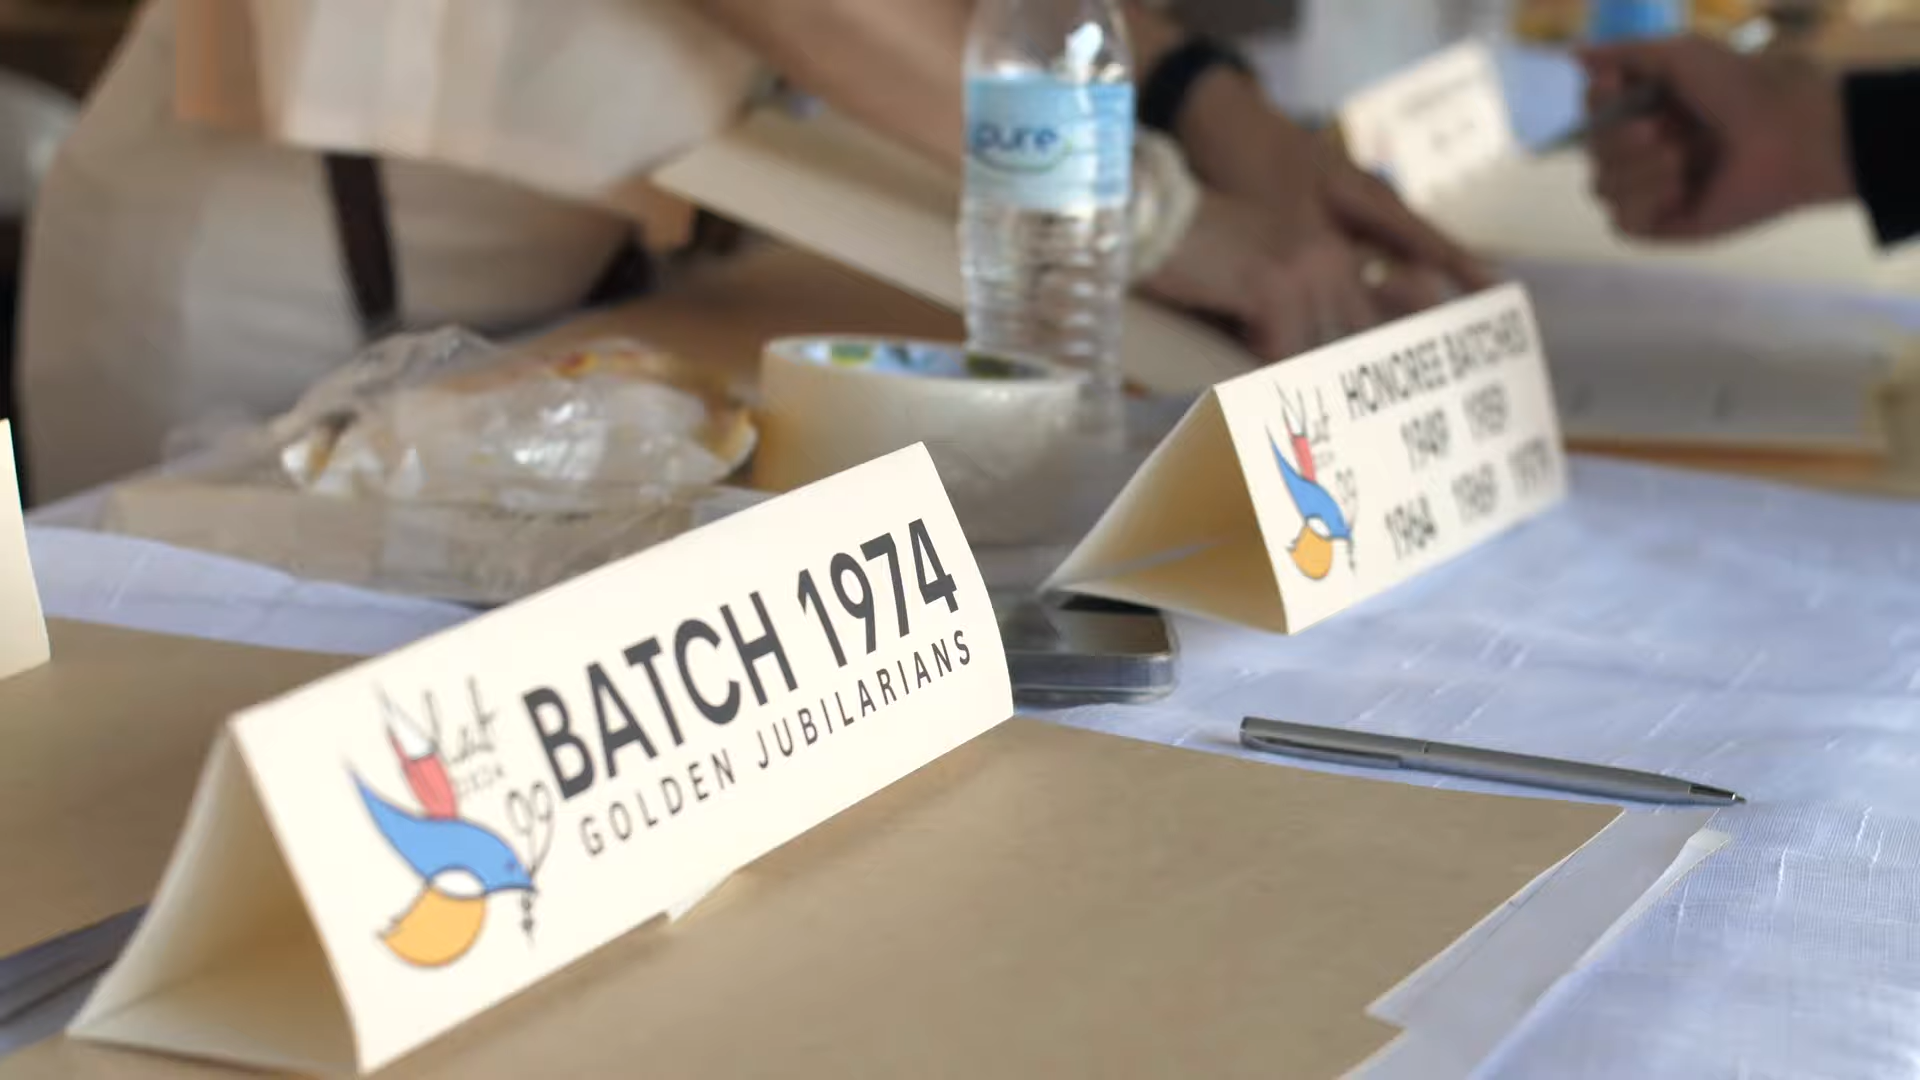 BATCH 1974
GOLDEN JUBILARIANS
HONOREE BATCHES
1949 1959
1964 1969 1979
pure